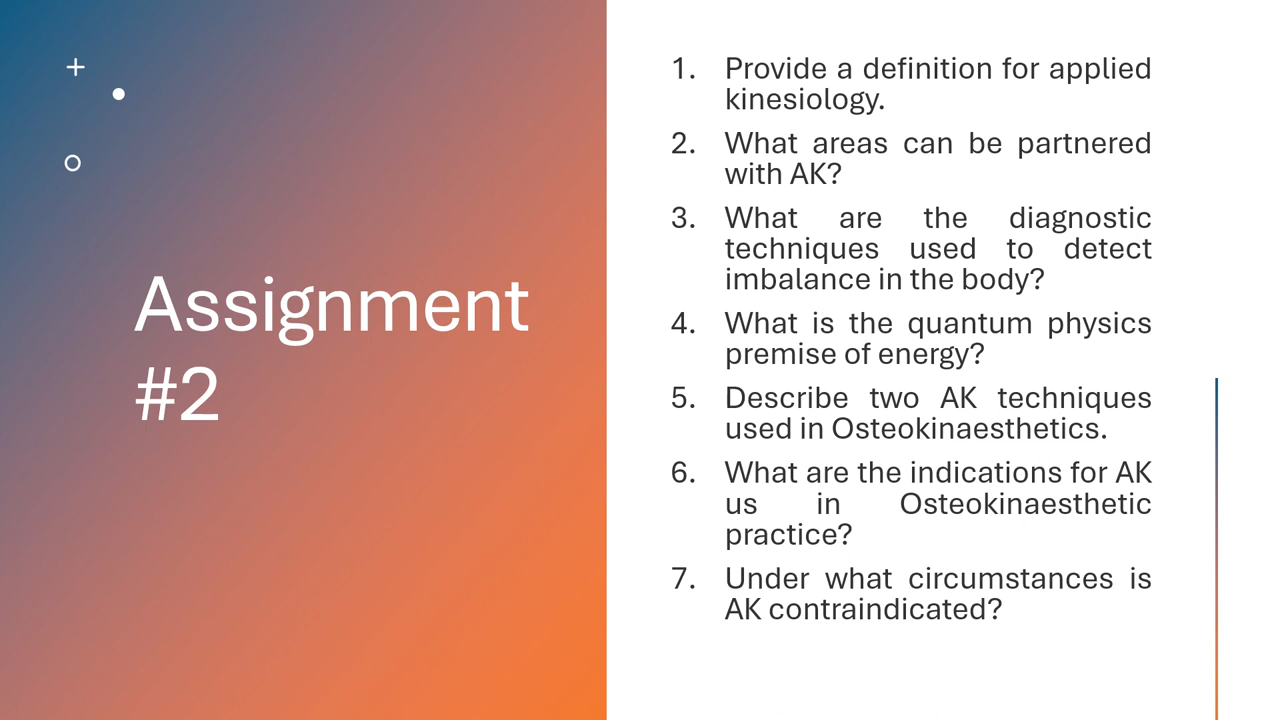 Assignment
#2
1. Provide a definition for applied
kinesiology.
2. What areas can be partnered
with AK?
3. What are the diagnostic
techniques used to detect
imbalance in the body?
4. What is the quantum physics
premise of energy?
5. Describe two AK techniques
used in Osteokinaesthetics.
6. What are the indications for AK
us in Osteokinaesthetic
practice?
7. Under what circumstances is
AK contraindicated?